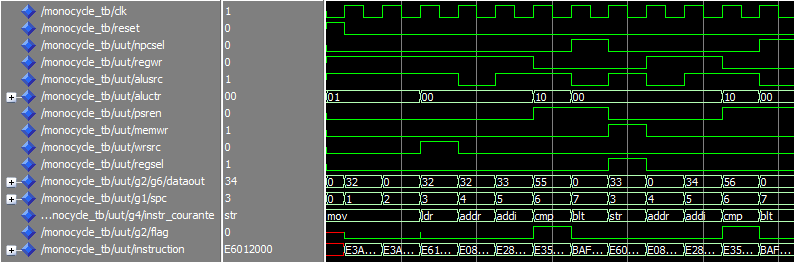 /monocycle_tb/clk 1
/monocycle_tb/reset 0
/monocycle_tb/uut/npcsel 0
/monocycle_tb/uut/regwr 0
/monocycle_tb/uut/alusrc 1
/monocycle_tb/uut/aluctr 00 01 00 10 00 10 00
/monocycle_tb/uut/psren 0
/monocycle_tb/uut/memwr 1
/monocycle_tb/uut/wrsrc 0
/monocycle_tb/uut/regsel 1
/monocycle_tb/uut/g2/g6/dataout 34 0 32 0 32 32 33 55 0 33 0 34 56 0
/monocycle_tb/uut/g1/spc 3 0 1 2 3 4 5 6 7 3 4 5 6 7
...nocycle_tb/uut/g4/instr_courante str mov ldr addr addi cmp blt str addr addi cmp blt
/monocycle_tb/uut/g2/flag 0
/monocycle_tb/uut/instruction E6012000 E3A... E3A... E61... E08... E28... E35... BAF... E60... E08... E28... E35... BAF...